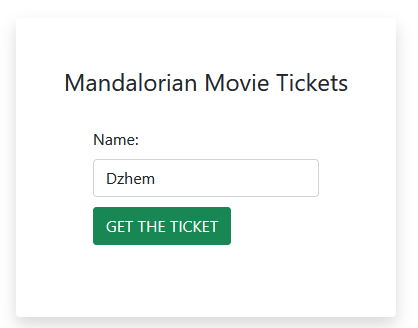 Mandalorian Movie Tickets
Name:
Dzhem
GET THE TICKET